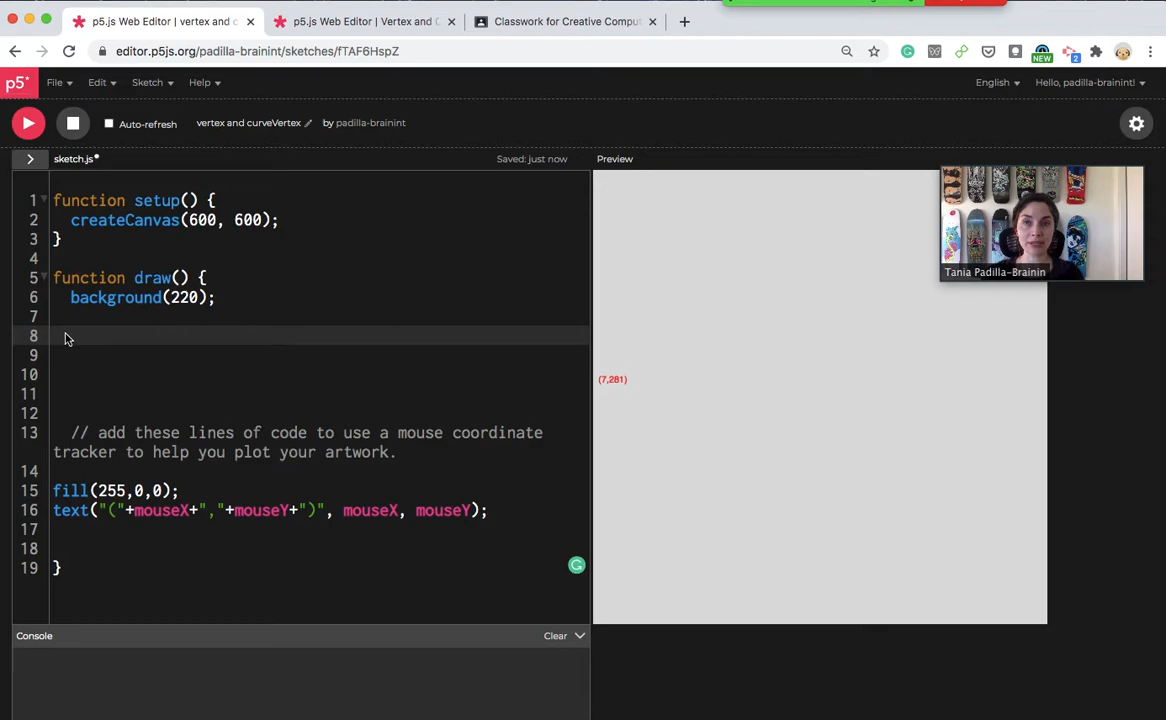 p5.js Web Editor | vertex and c
p5.js Web Editor | Vertex and C
Classwork for Creative Comput
editor.p5js.org/padilla-brainint/sketches/fTAF6HspZ
NEW
2
p5*
File
Edit
Sketch
Help
English
Hello, padilla-brainint!
Auto-refresh
vertex and curveVertex
by padilla-brainint
sketch.js
Saved: just now
Preview
1 function setup() {
2 createCanvas(600, 600);
3 }
4
5 function draw() {
6 background(220);
7
8
9
10
11
12
13 // add these lines of code to use a mouse coordinate
tracker to help you plot your artwork.
14
15 fill(255,0,0);
16 text("("+mouseX+","+mouseY+")", mouseX, mouseY);
17
18
19 }
(7,281)
Tania Padilla-Brainin
Console
Clear